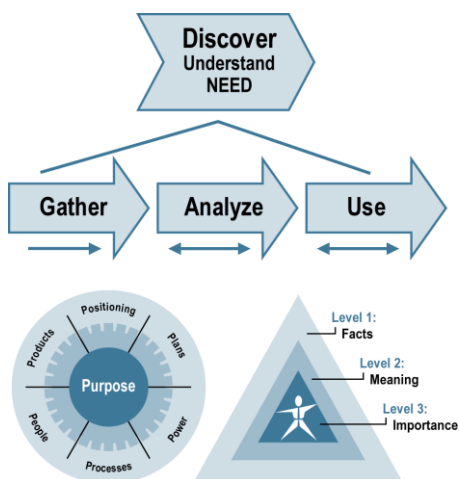 Discover
Understand
NEED
Gather
Analyze
Use
Positioning
Plans
Power
Processes
People
Products
Purpose
Level 1:
Facts
Level 2:
Meaning
Level 3:
Importance